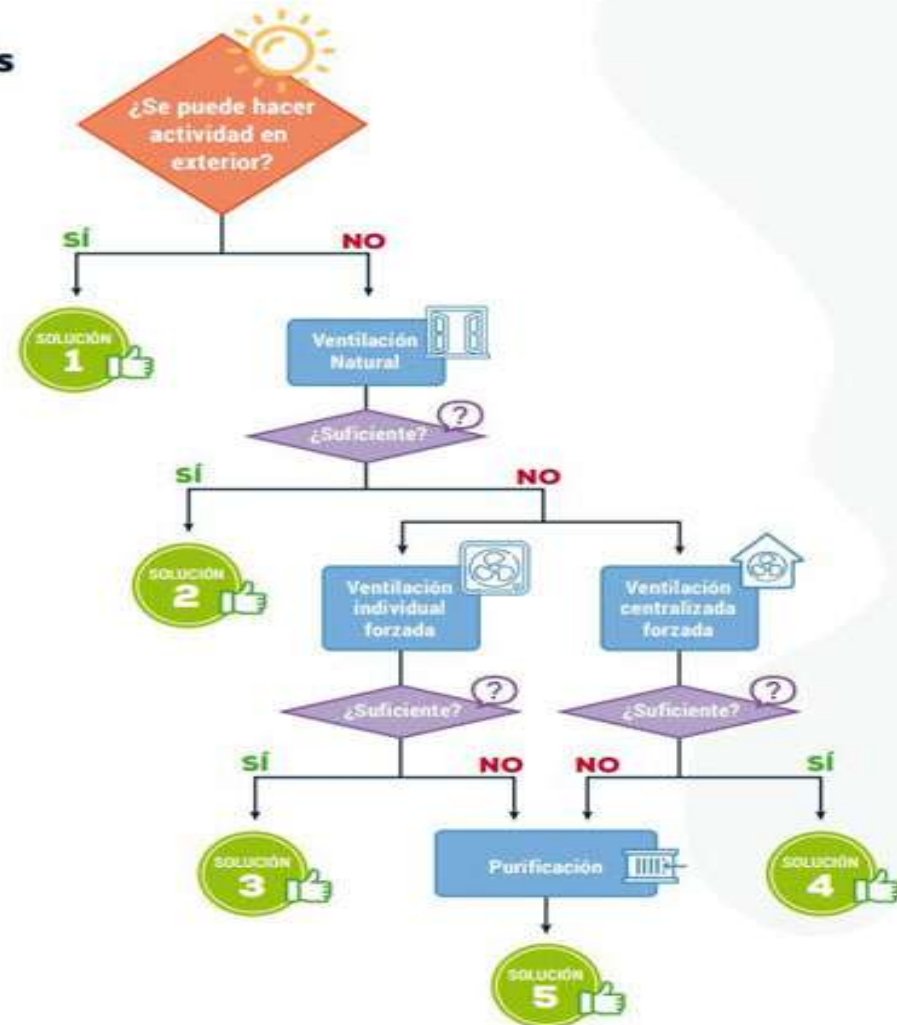 s
¿Se puede hacer
actividad en
exterior?
SÍ
NO
SOLUCIÓN
1
Ventilación
Natural
?
¿Suficiente?
SÍ
NO
SOLUCIÓN
2
Ventilación
individual
forzada
Ventilación
centralizada
forzada
?
¿Suficiente?
?
¿Suficiente?
SÍ
NO
NO
SÍ
SOLUCIÓN
3
Purificación
SOLUCIÓN
4
SOLUCIÓN
5